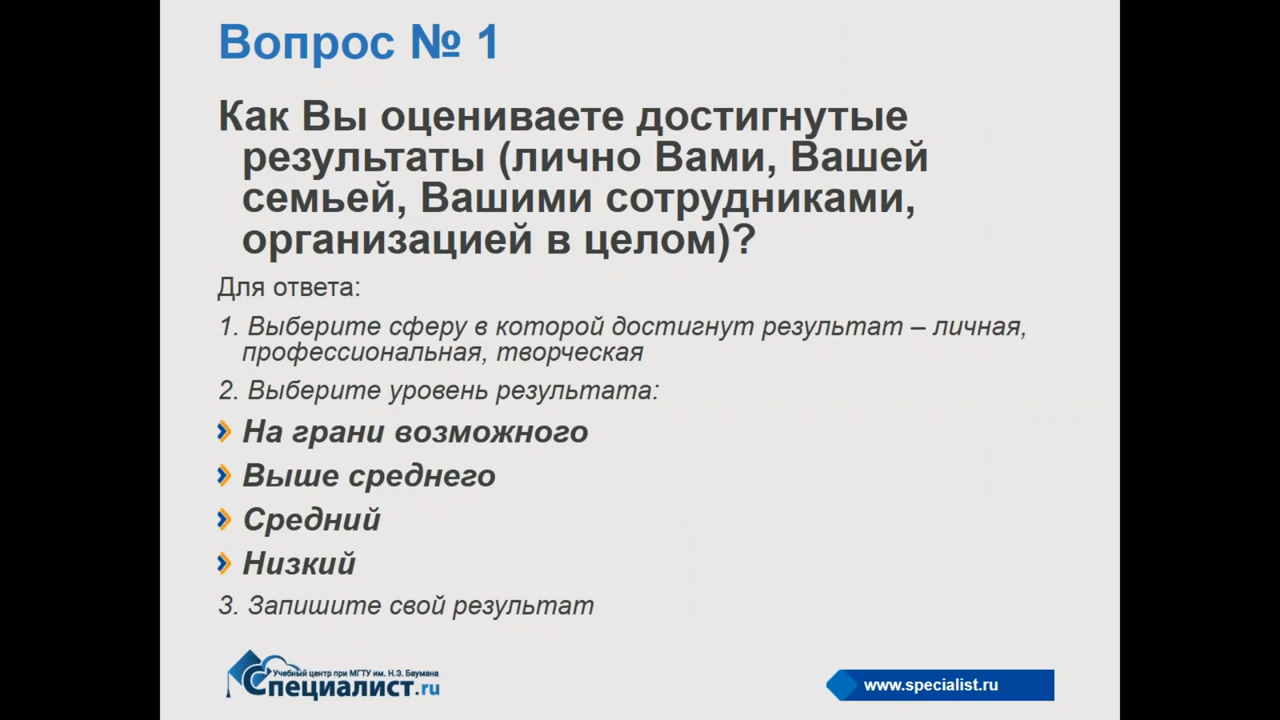 Вопрос № 1
Как Вы оцениваете достигнутые
результаты (лично Вами, Вашей
семьей, Вашими сотрудниками,
организацией в целом)?
Для ответа:
1. Выберите сферу в которой достигнут результат – личная,
профессиональная, творческая
2. Выберите уровень результата:
На грани возможного
Выше среднего
Средний
Низкий
3. Запишите свой результат
Учебный центр при МГТУ им. Н.Э. Баумана
Специалист.ru
www.specialist.ru